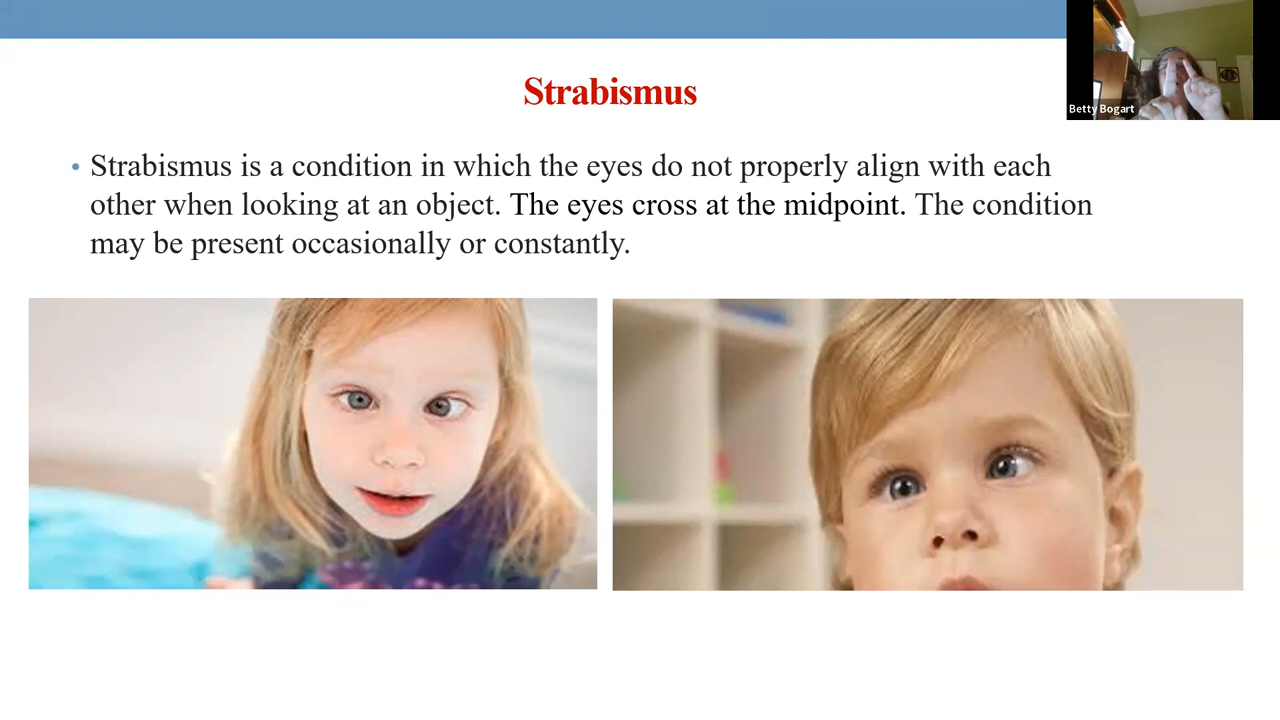 Strabismus
Betty Bogart
• Strabismus is a condition in which the eyes do not properly align with each
other when looking at an object. The eyes cross at the midpoint. The condition
may be present occasionally or constantly.